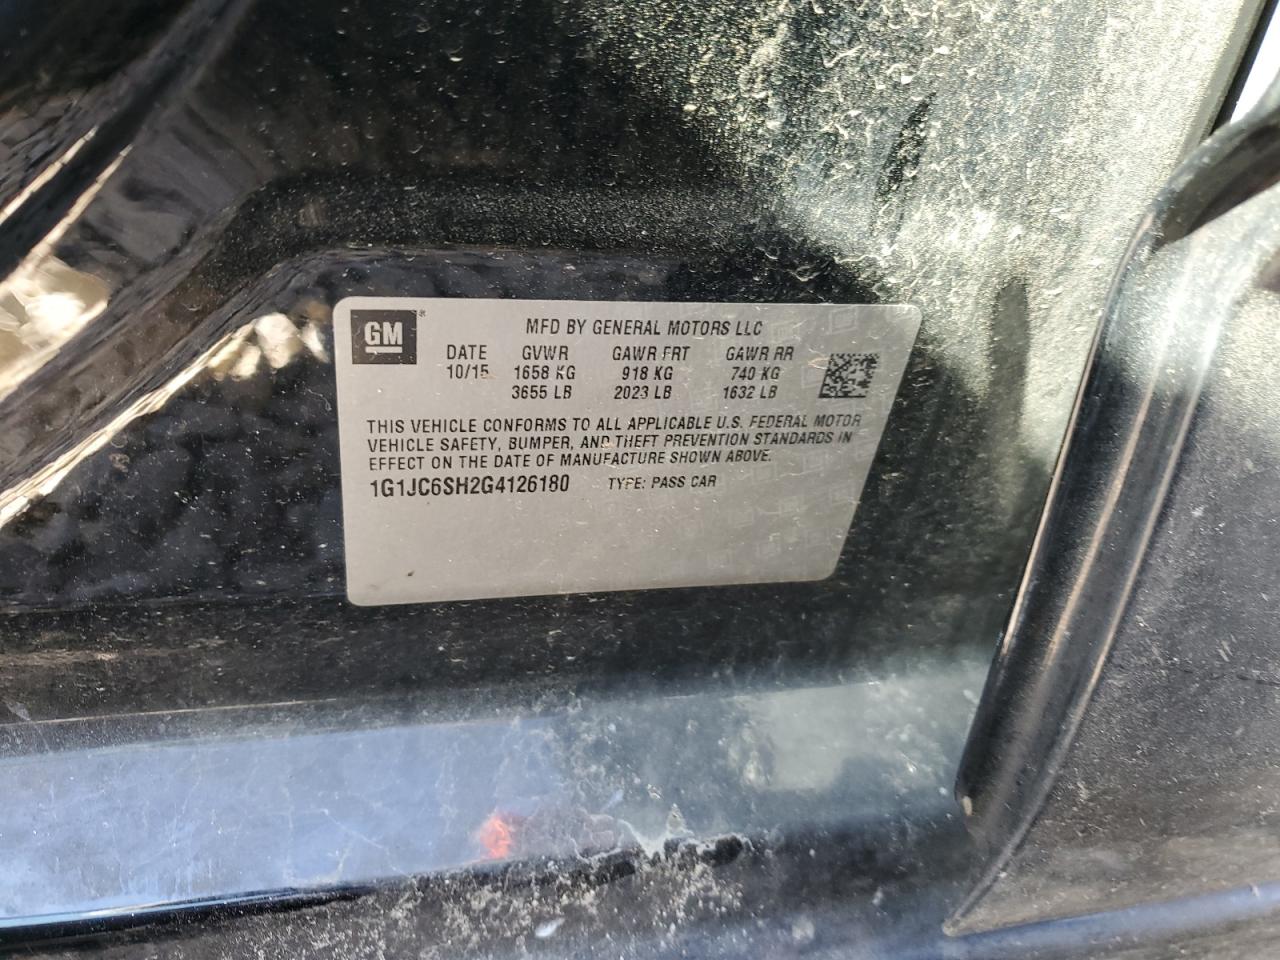 GM®
MFD BY GENERAL MOTORS LLC
DATE GVWR GAWR FRT GAWR RR
10/15 1658 KG 918 KG 740 KG
3655 LB 2023 LB 1632 LB
THIS VEHICLE CONFORMS TO ALL APPLICABLE U.S. FEDERAL MOTOR
VEHICLE SAFETY, BUMPER, AND THEFT PREVENTION STANDARDS IN
EFFECT ON THE DATE OF MANUFACTURE SHOWN ABOVE.
1G1JC6SH2G4126180 TYPE: PASS CAR